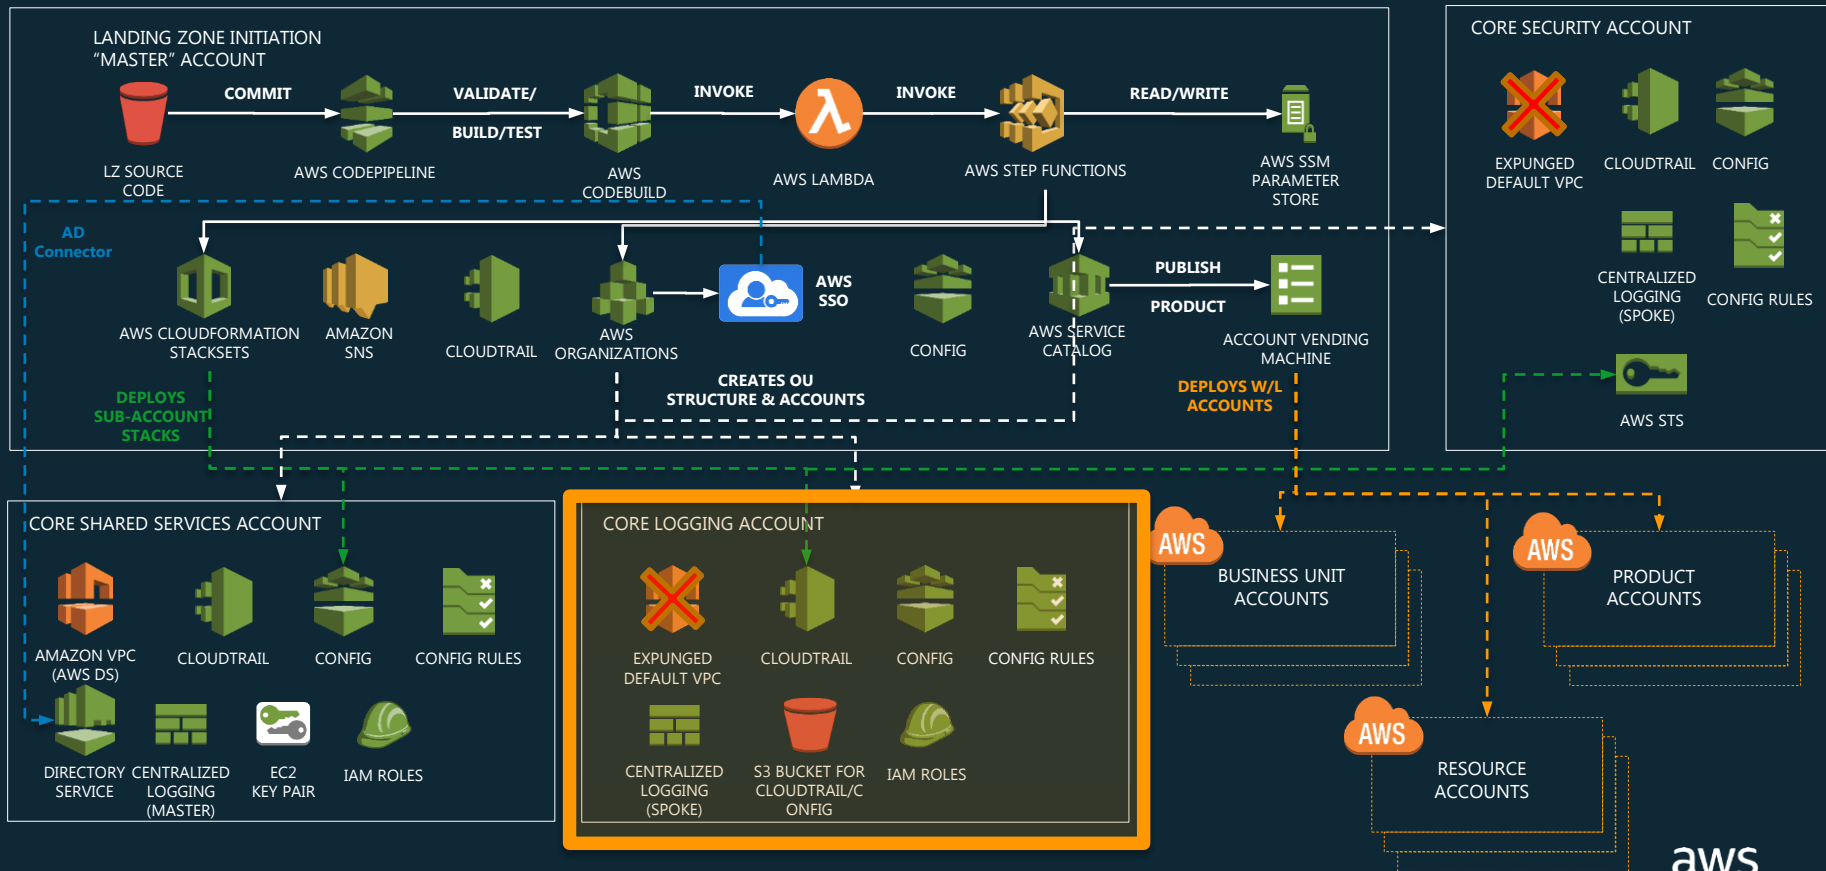 LANDING ZONE INITIATION
“MASTER” ACCOUNT
COMMIT
VALIDATE/
BUILD/TEST
INVOKE
INVOKE
READ/WRITE
LZ SOURCE
CODE
AWS CODEPIPELINE
AWS
CODEBUILD
AWS LAMBDA
AWS STEP FUNCTIONS
AWS SSM
PARAMETER
STORE
AD
Connector
AWS CLOUDFORMATION
STACKSETS
AMAZON
SNS
CLOUDTRAIL
AWS
ORGANIZATIONS
AWS
SSO
CONFIG
AWS SERVICE
CATALOG
PUBLISH
PRODUCT
ACCOUNT VENDING
MACHINE
DEPLOYS
SUB-ACCOUNT
STACKS
CREATES OU
STRUCTURE & ACCOUNTS
DEPLOYS W/L
ACCOUNTS
CORE SECURITY ACCOUNT
EXPUNGED
DEFAULT VPC
CLOUDTRAIL
CONFIG
CENTRALIZED
LOGGING
(SPOKE)
CONFIG RULES
AWS STS
CORE SHARED SERVICES ACCOUNT
AMAZON VPC
(AWS DS)
CLOUDTRAIL
CONFIG
CONFIG RULES
DIRECTORY
SERVICE
CENTRALIZED
LOGGING
(MASTER)
EC2
KEY PAIR
IAM ROLES
CORE LOGGING ACCOUNT
EXPUNGED
DEFAULT VPC
CLOUDTRAIL
CONFIG
CONFIG RULES
CENTRALIZED
LOGGING
(SPOKE)
S3 BUCKET FOR
CLOUDTRAIL/C
ONFIG
IAM ROLES
AWS
BUSINESS UNIT
ACCOUNTS
AWS
PRODUCT
ACCOUNTS
AWS
RESOURCE
ACCOUNTS
aws